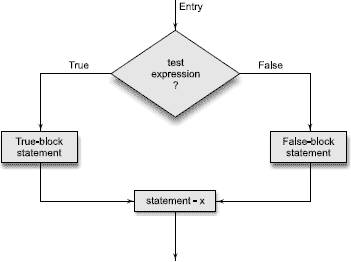 Entry
True
test
expression
?
False
True-block
statement
False-block
statement
statement - x